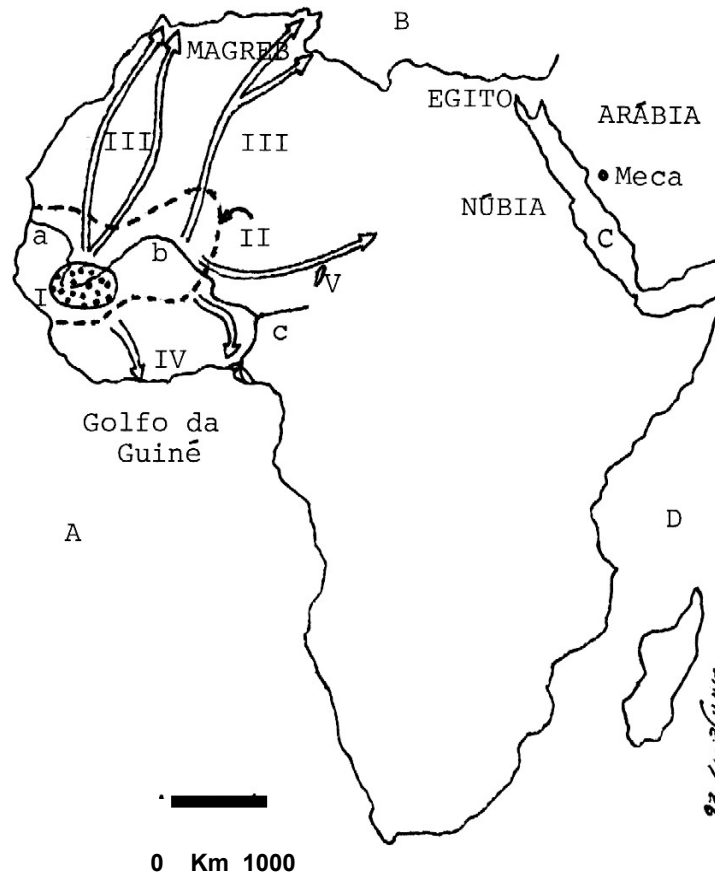 B
MAGREB
EGITO
ARÁBIA
III
III
Meca
NÚBIA
a
II
C
b
V
I
c
IV
Golfo da
Guiné
A
D
0 Km 1000